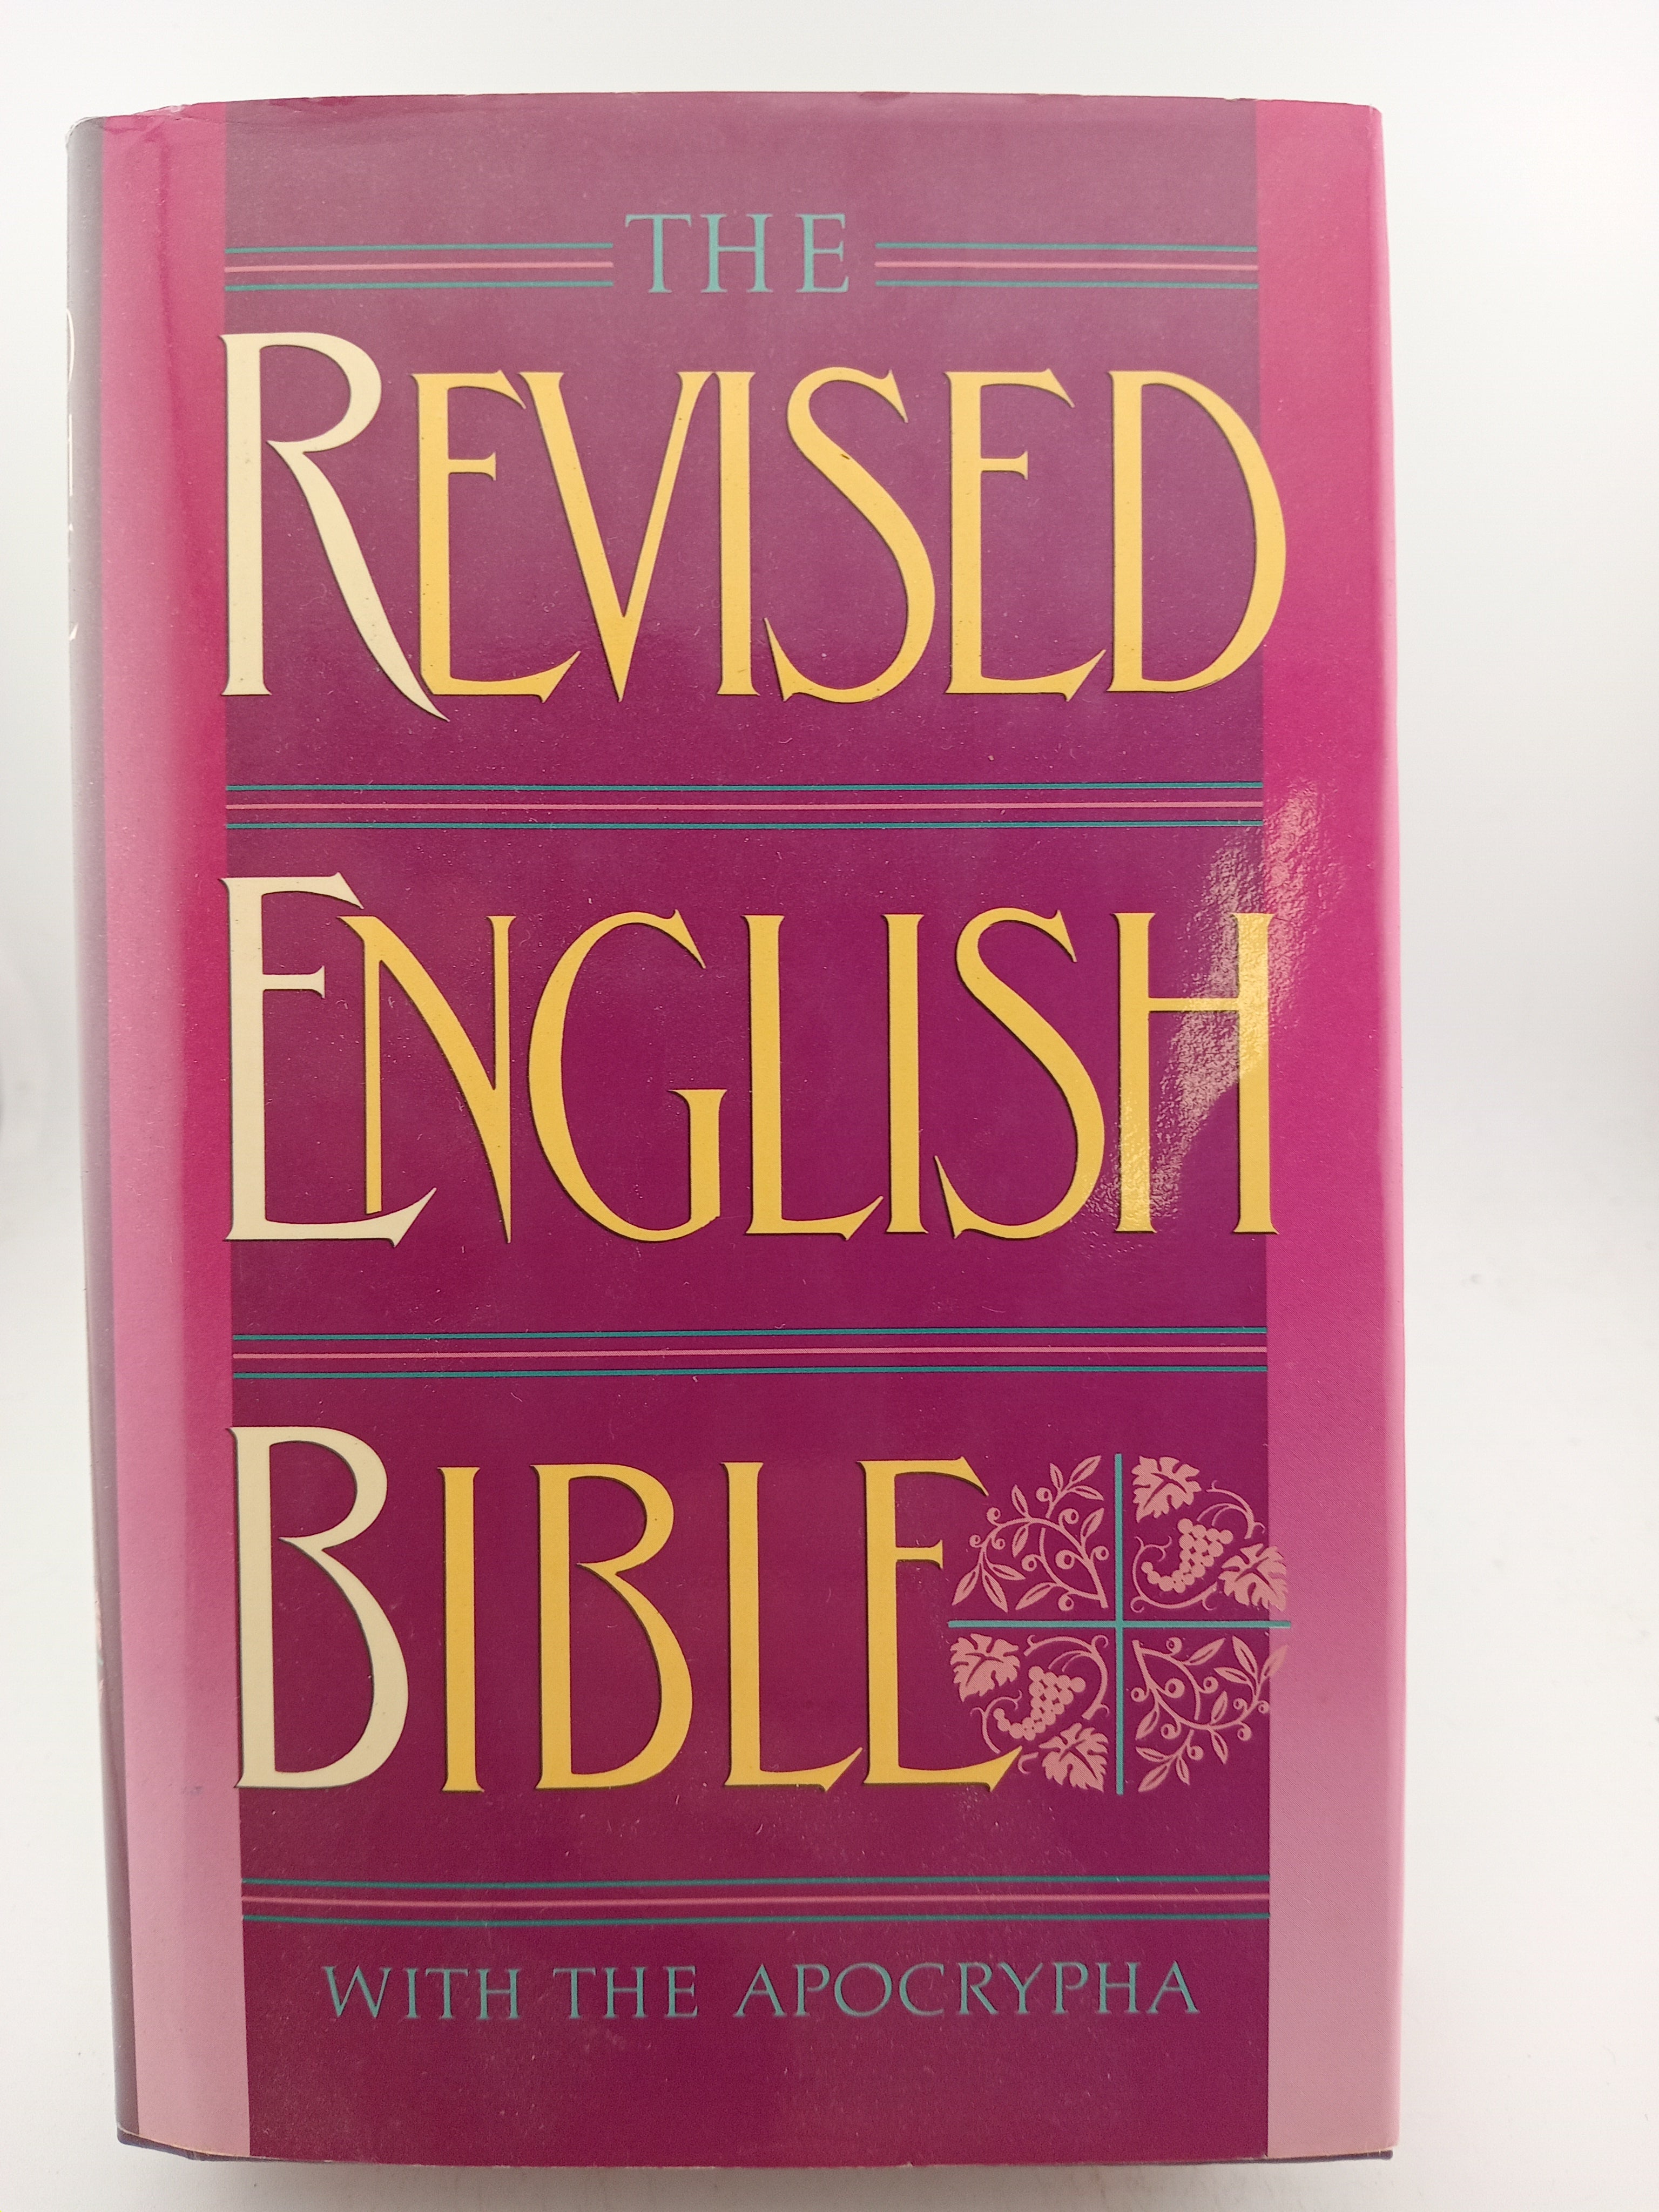 THE
REVISED
ENGLISH
BIBLE
WITH THE APOCRYPHA